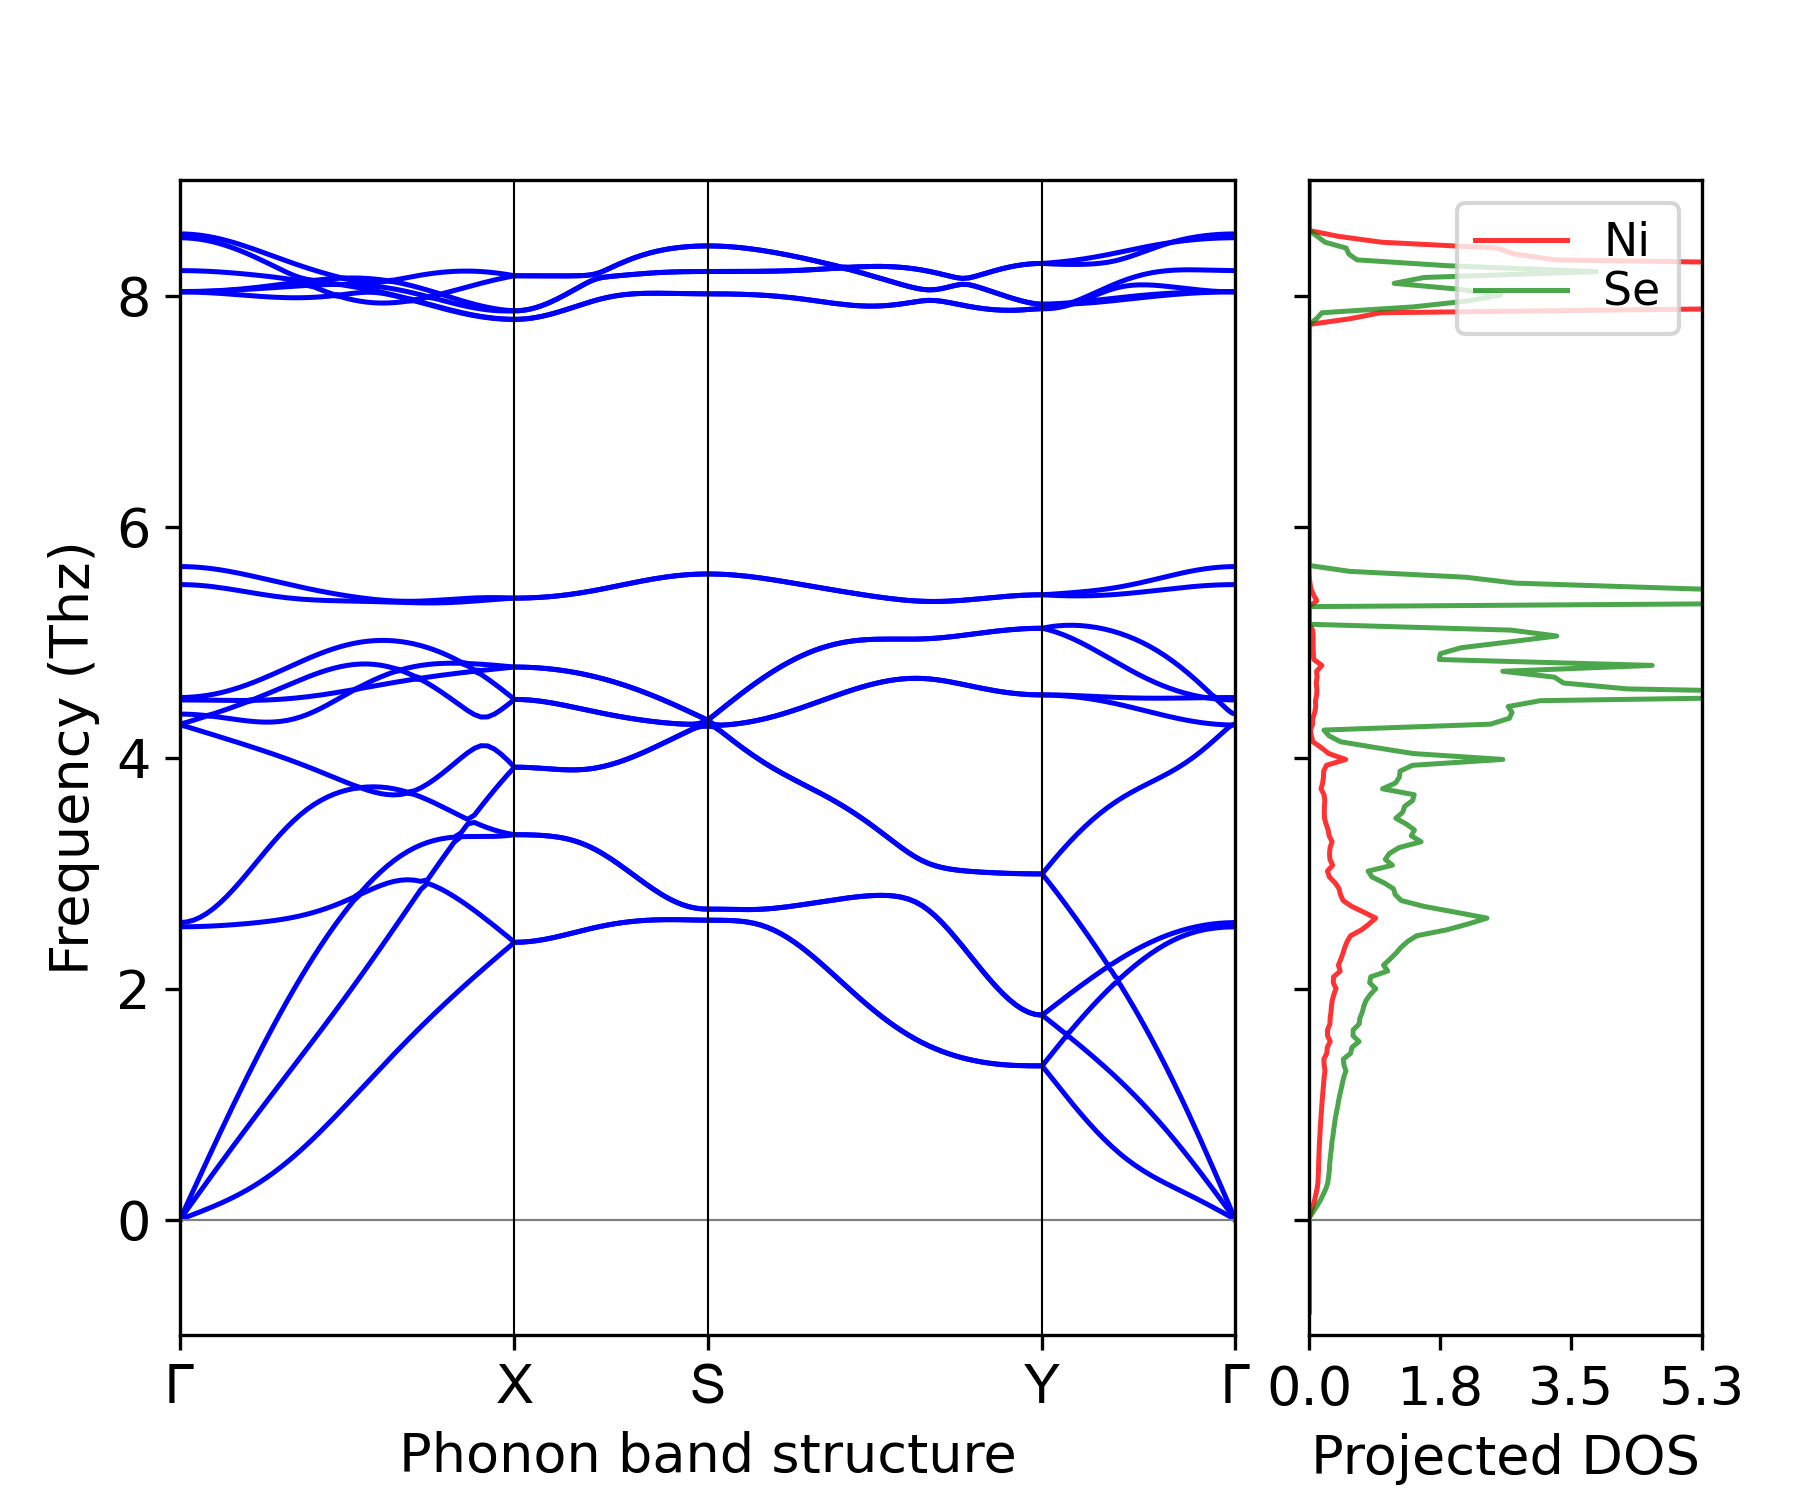 Frequency (Thz)
8
6
4
2
0
Γ X S Y Γ
Phonon band structure
Ni
Se
0.0 1.8 3.5 5.3
Projected DOS